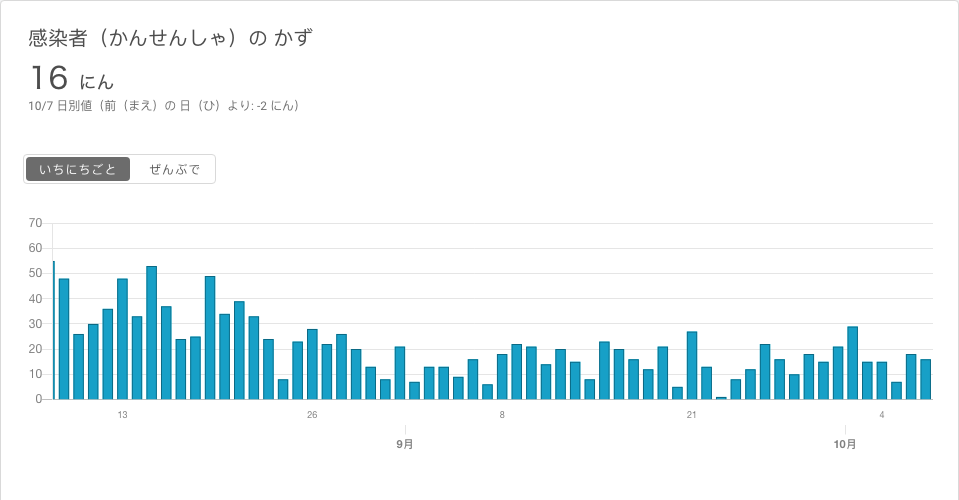 感染者（かんせんしゃ）の かず
16 にん
10/7 日別値（前（まえ）の 日（ひ）より: -2 にん）
いちにちごと ぜんぶで
70
60
50
40
30
20
10
0
13 26 8 21 4
9月 10月